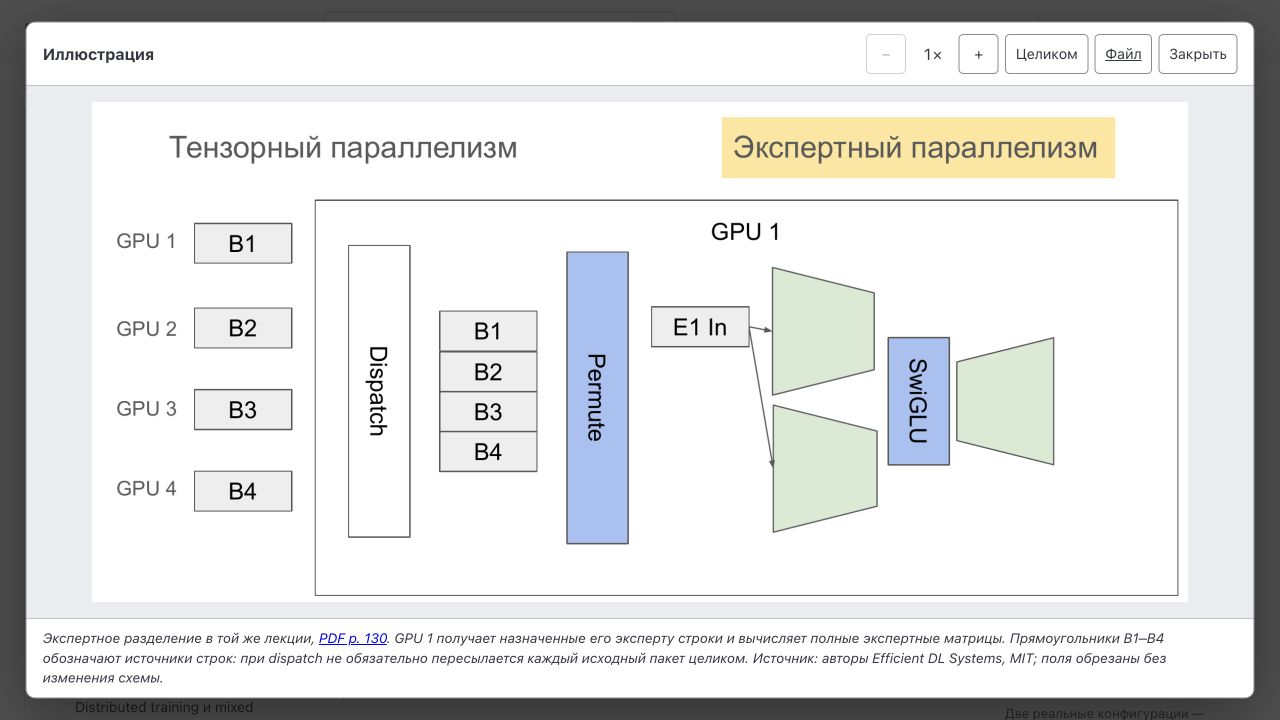 Иллюстрация
−
1×
+
Целиком
Файл
Закрыть
Тензорный параллелизм
Экспертный параллелизм
GPU 1
B1
GPU 2
B2
GPU 3
B3
GPU 4
B4
GPU 1
Dispatch
B1
B2
B3
B4
Permute
E1 In
SwiGLU
Экспертное разделение в той же лекции, PDF p. 130. GPU 1 получает назначенные его эксперту строки и вычисляет полные экспертные матрицы. Прямоугольники B1–B4
обозначают источники строк: при dispatch не обязательно пересылается каждый исходный пакет целиком. Источник: авторы Efficient DL Systems, MIT; поля обрезаны без
изменения схемы.
Distributed training и mixed
Две реальные конфигурации —